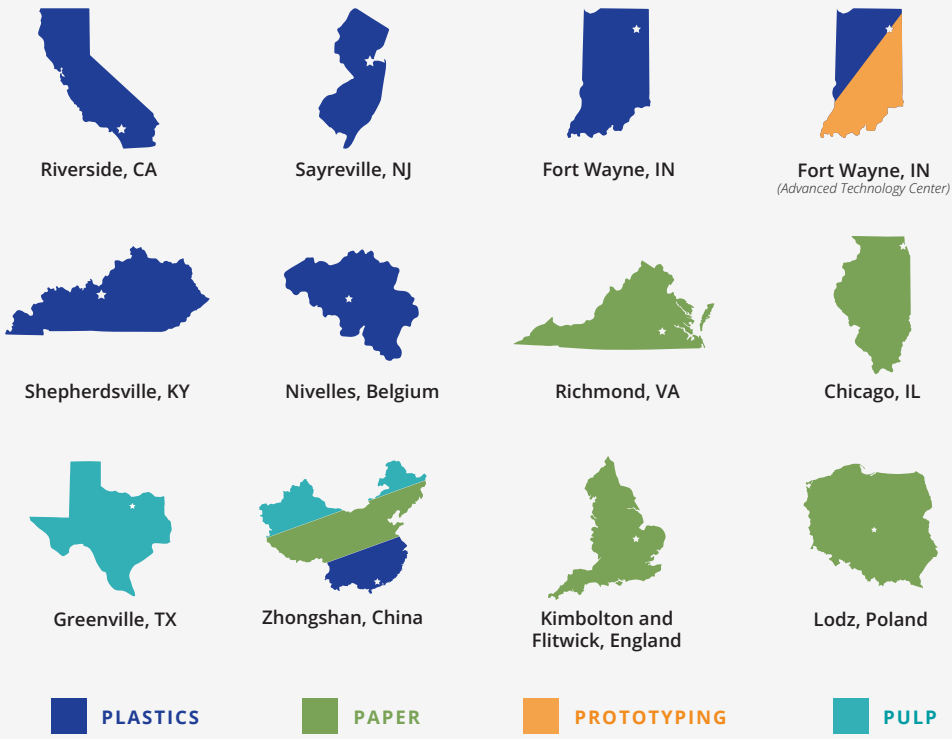 Riverside, CA
Sayreville, NJ
Fort Wayne, IN
Fort Wayne, IN
(Advanced Technology Center)
Shepherdsville, KY
Nivelles, Belgium
Richmond, VA
Chicago, IL
Greenville, TX
Zhongshan, China
Kimbolton and
Flitwick, England
Lodz, Poland
PLASTICS
PAPER
PROTOTYPING
PULP